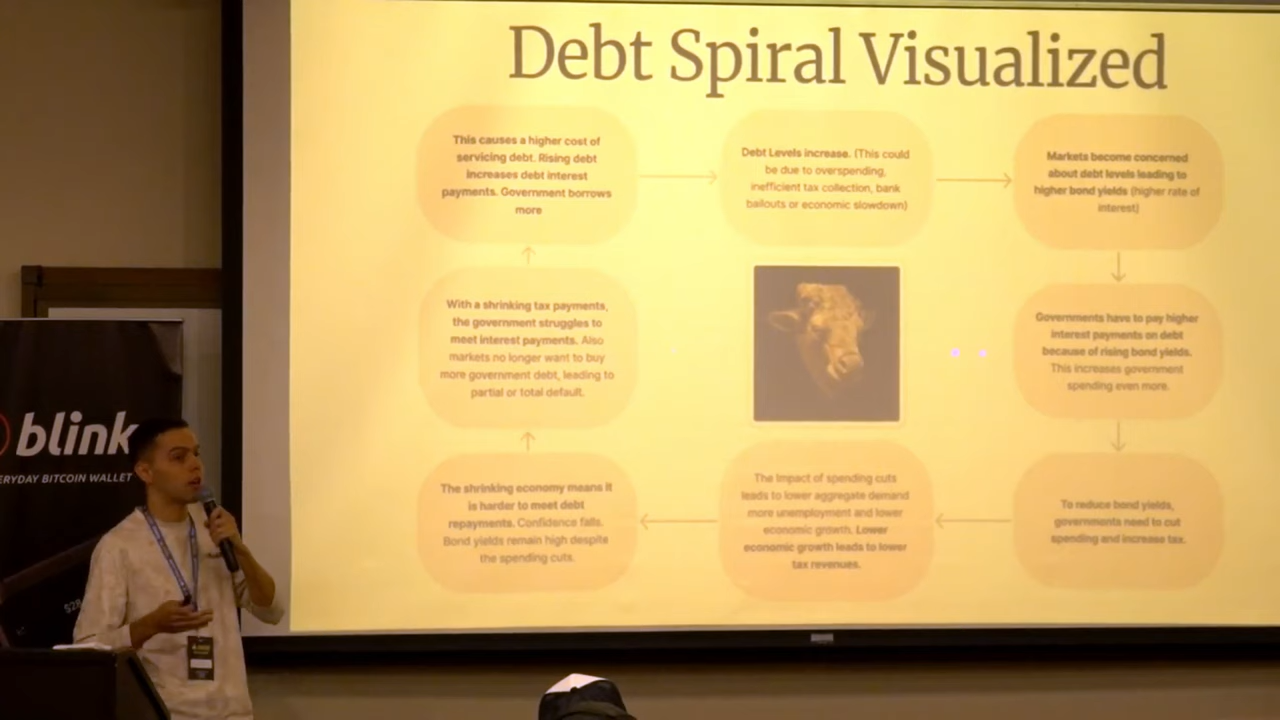 Debt Spiral Visualized
This causes a higher cost of
servicing debt. Rising debt
increases debt interest
payments. Government borrows
more
Debt Levels increase. (This could
be due to overspending,
inefficient tax collection, bank
bailouts or economic slowdown)
Markets become concerned
about debt levels leading to
higher bond yields (higher rate of
interest)
With a shrinking tax payments,
the government struggles to
meet interest payments. Also
markets no longer want to buy
more government debt, leading to
partial or total default.
Governments have to pay higher
interest payments on debt
because of rising bond yields.
This increases government
spending even more.
The shrinking economy means it
is harder to meet debt
repayments. Confidence falls.
Bond yields remain high despite
the spending cuts.
The Impact of spending cuts
leads to lower aggregate demand
more unemployment and lower
economic growth. Lower
economic growth leads to lower
tax revenues.
To reduce bond yields,
governments need to cut
spending and increase tax.
blink
BITCOIN WALLET